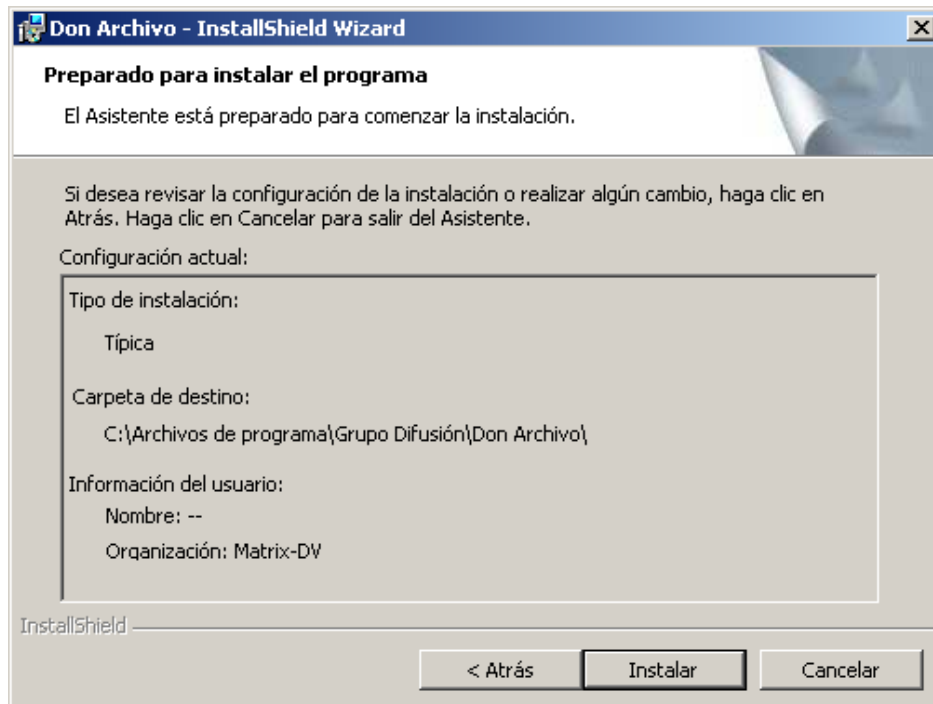 Don Archivo - InstallShield Wizard
Preparado para instalar el programa
El Asistente está preparado para comenzar la instalación.
Si desea revisar la configuración de la instalación o realizar algún cambio, haga clic en
Atrás. Haga clic en Cancelar para salir del Asistente.
Configuración actual:
Tipo de instalación:
Típica
Carpeta de destino:
C:\Archivos de programa\Grupo Difusión\Don Archivo\
Información del usuario:
Nombre: --
Organización: Matrix-DV
InstallShield
< Atrás
Instalar
Cancelar